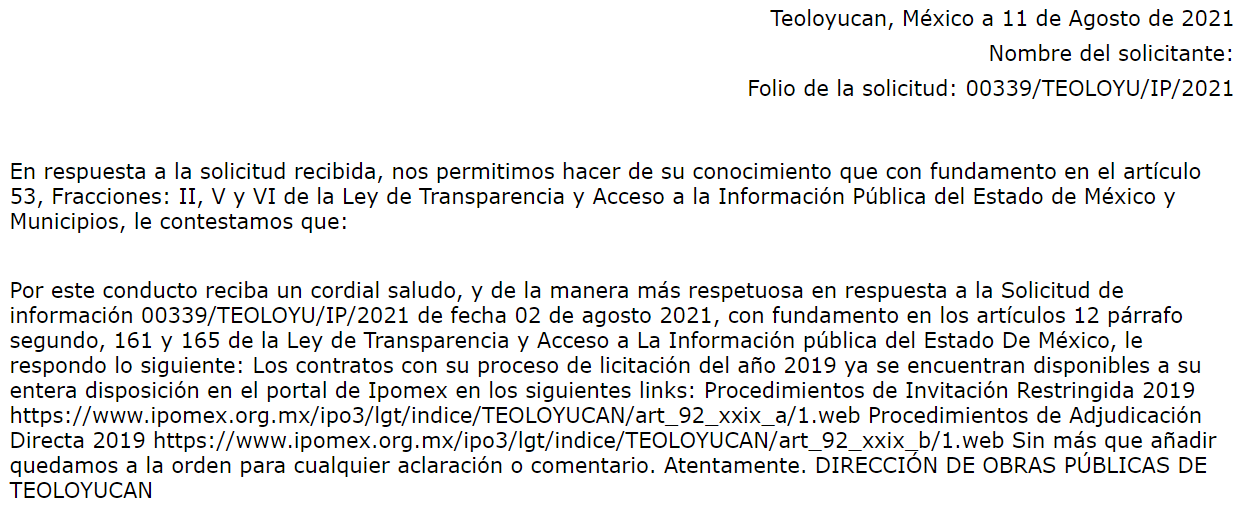 Teoloyucan, México a 11 de Agosto de 2021
Nombre del solicitante:
Folio de la solicitud: 00339/TEOLOYU/IP/2021
En respuesta a la solicitud recibida, nos permitimos hacer de su conocimiento que con fundamento en el artículo
53, Fracciones: II, V y VI de la Ley de Transparencia y Acceso a la Información Pública del Estado de México y
Municipios, le contestamos que:
Por este conducto reciba un cordial saludo, y de la manera más respetuosa en respuesta a la Solicitud de
información 00339/TEOLOYU/IP/2021 de fecha 02 de agosto 2021, con fundamento en los artículos 12 párrafo
segundo, 161 y 165 de la Ley de Transparencia y Acceso a La Información pública del Estado De México, le
respondo lo siguiente: Los contratos con su proceso de licitación del año 2019 ya se encuentran disponibles a su
entera disposición en el portal de Ipomex en los siguientes links: Procedimientos de Invitación Restringida 2019
https://www.ipomex.org.mx/ipo3/lgt/indice/TEOLOYUCAN/art_92_xxix_a/1.web Procedimientos de Adjudicación
Directa 2019 https://www.ipomex.org.mx/ipo3/lgt/indice/TEOLOYUCAN/art_92_xxix_b/1.web Sin más que añadir
quedamos a la orden para cualquier aclaración o comentario. Atentamente. DIRECCIÓN DE OBRAS PÚBLICAS DE
TEOLOYUCAN